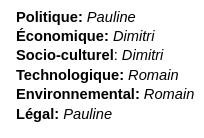 Politique: Pauline
Économique: Dimitri
Socio-culturel: Dimitri
Technologique: Romain
Environnemental: Romain
Légal: Pauline